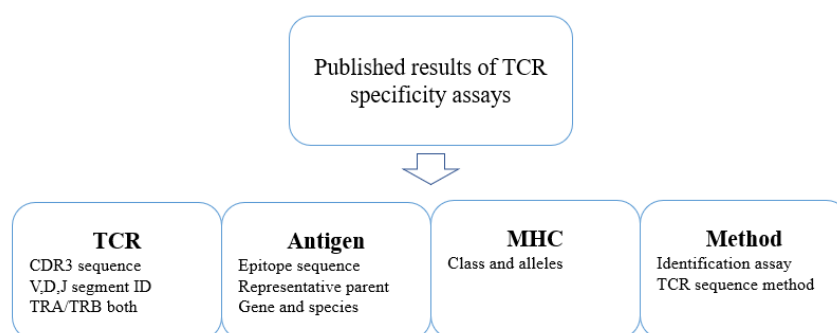 Published results of TCR
specificity assays
TCR
CDR3 sequence
V,D,J segment ID
TRA/TRB both
Antigen
Epitope sequence
Representative parent
Gene and species
MHC
Class and alleles
Method
Identification assay
TCR sequence method